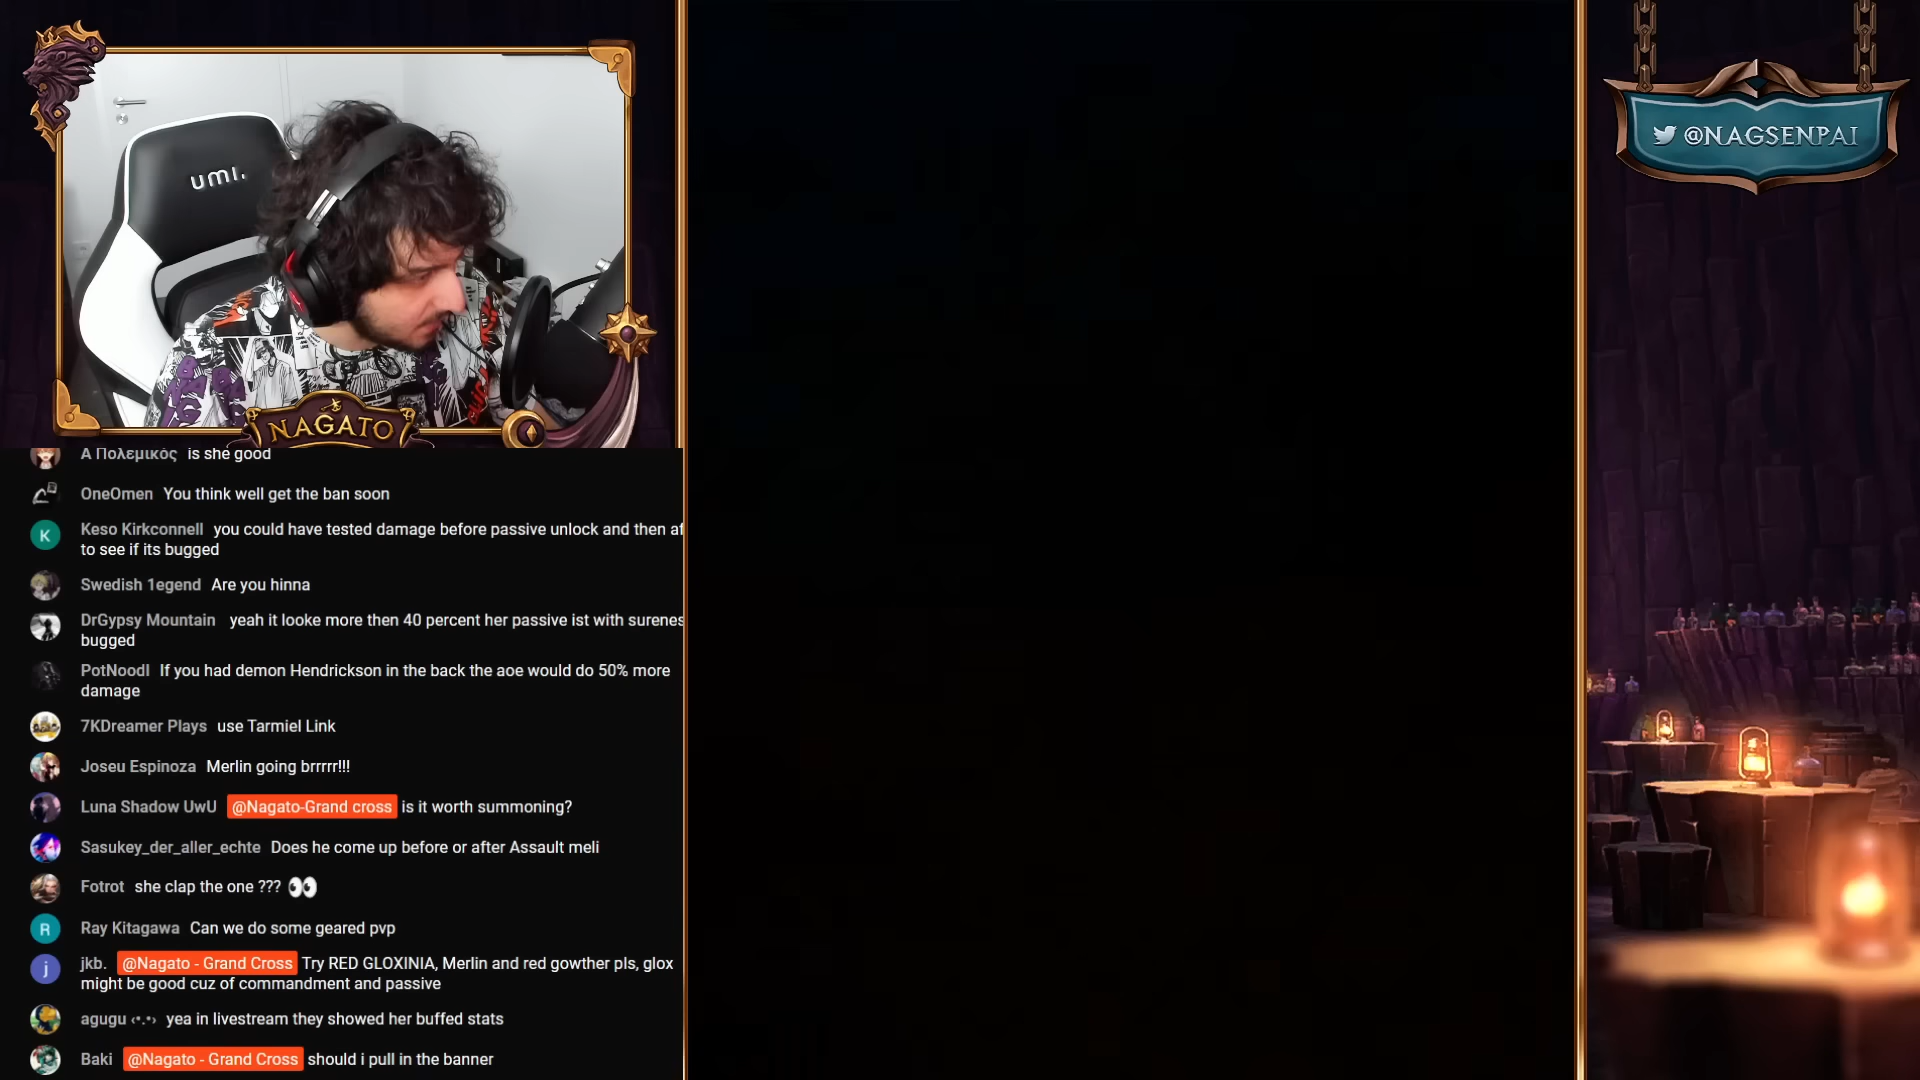 umi.
@NAGSENPAI
NAGATO
Α Πολεμικός is she good
OneOmen You think well get the ban soon
Keso Kirkconnell you could have tested damage before passive unlock and then af
to see if its bugged
Swedish 1egend Are you hinna
DrGypsy Mountain yeah it looke more then 40 percent her passive ist with surenes
bugged
PotNoodl If you had demon Hendrickson in the back the aoe would do 50% more
damage
7KDreamer Plays use Tarmiel Link
Joseu Espinoza Merlin going brrrrr!!!
Luna Shadow UwU @Nagato-Grand cross is it worth summoning?
Sasukey_der_aller_echte Does he come up before or after Assault meli
Fotrot she clap the one ??? 👀
R Ray Kitagawa Can we do some geared pvp
j jkb. @Nagato - Grand Cross Try RED GLOXINIA, Merlin and red gowther pls, glox
might be good cuz of commandment and passive
agugu ‹•.•› yea in livestream they showed her buffed stats
Baki @Nagato - Grand Cross should i pull in the banner